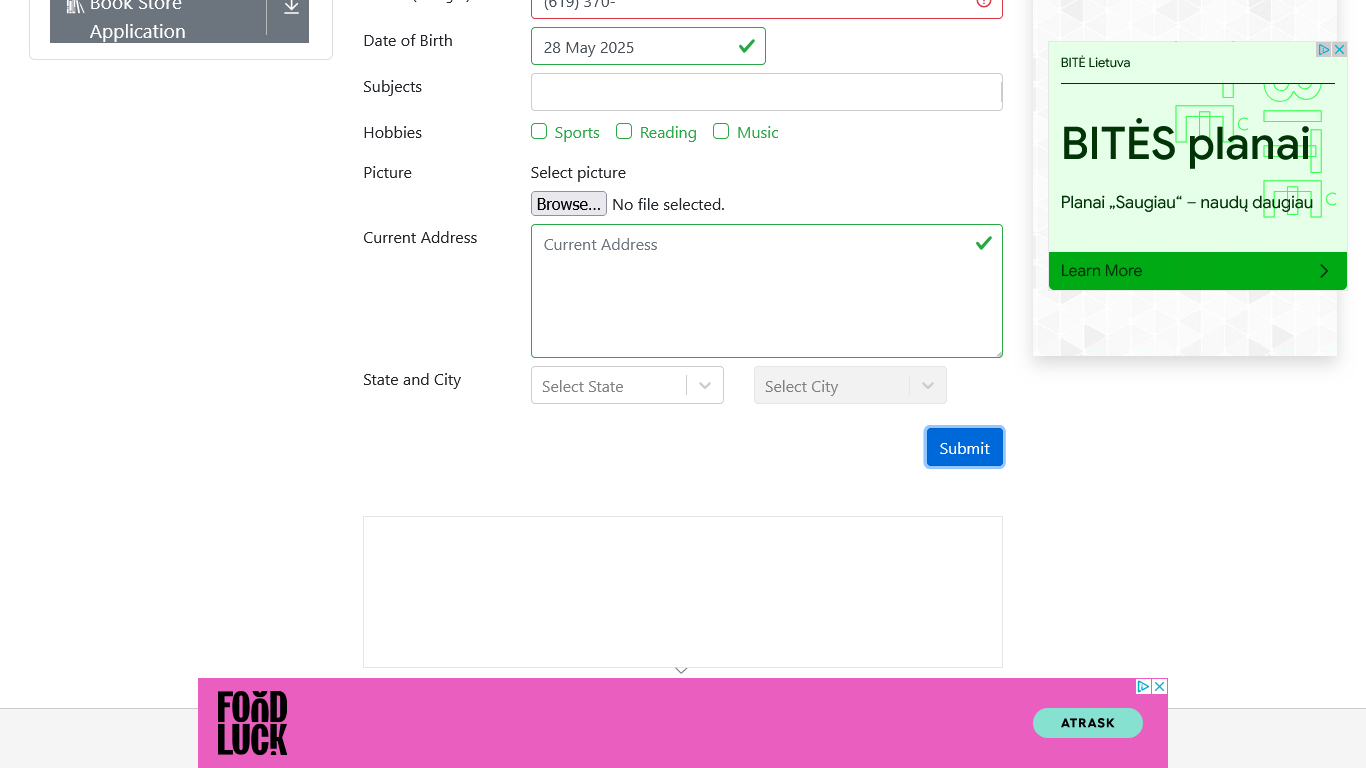 Book Store
Application
(619) 370-
Date of Birth
28 May 2025
Subjects
Hobbies
Sports
Reading
Music
Picture
Select picture
Browse...
No file selected.
Current Address
Current Address
State and City
Select State
Select City
Submit
BITĖ Lietuva
BITĖS planai
Planai „Saugiau“ – naudų daugiau
Learn More
FOOD
LUCK
ATRASK